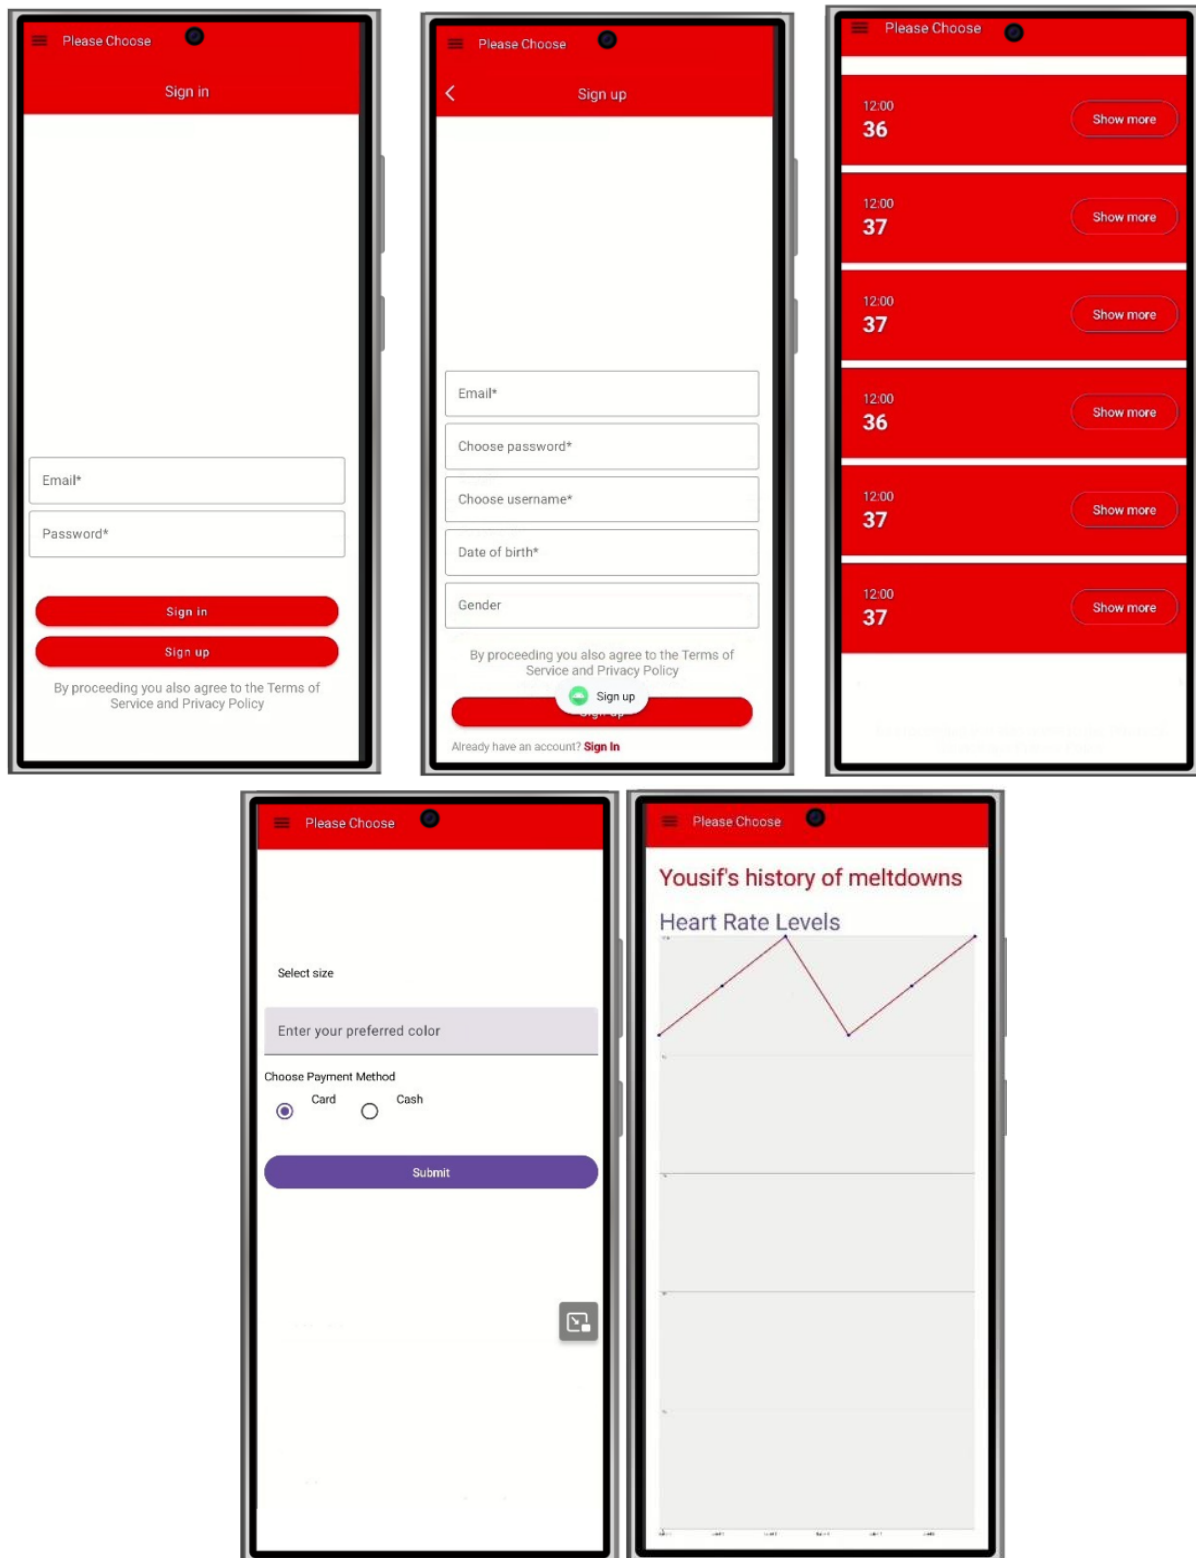 Please Choose
Sign in
Email*
Password*
Sign in
Sign up
By proceeding you also agree to the Terms of
Service and Privacy Policy
Please Choose
Sign up
Email*
Choose password*
Choose username*
Date of birth*
Gender
By proceeding you also agree to the Terms of
Service and Privacy Policy
Sign up
Sign up
Already have an account? Sign In
Please Choose
12:00
36
Show more
12:00
37
Show more
12:00
37
Show more
12:00
36
Show more
12:00
37
Show more
12:00
37
Show more
Please Choose
Select size
Enter your preferred color
Choose Payment Method
Card
Cash
Submit
Please Choose
Yousif's history of meltdowns
Heart Rate Levels